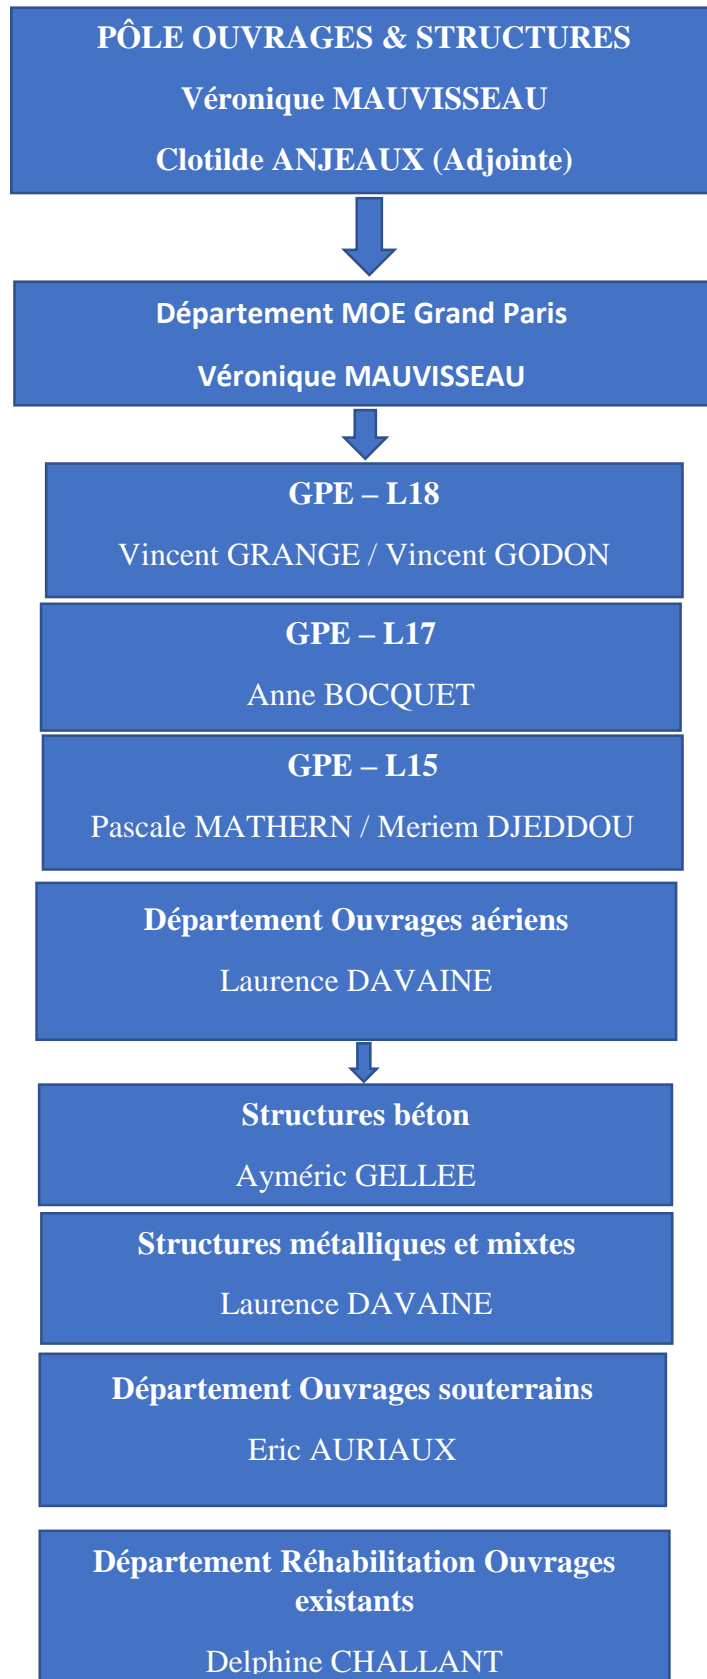 PÔLE OUVRAGES & STRUCTURES
Véronique MAUVISSEAU
Clotilde ANJEAUX (Adjointe)
Département MOE Grand Paris
Véronique MAUVISSEAU
GPE – L18
Vincent GRANGE / Vincent GODON
GPE – L17
Anne BOCQUET
GPE – L15
Pascale MATHERN / Meriem DJEDDOU
Département Ouvrages aériens
Laurence DAVAINE
Structures béton
Ayméric GELLEE
Structures métalliques et mixtes
Laurence DAVAINE
Département Ouvrages souterrains
Eric AURIAUX
Département Réhabilitation Ouvrages
existants
Delphine CHALLANT